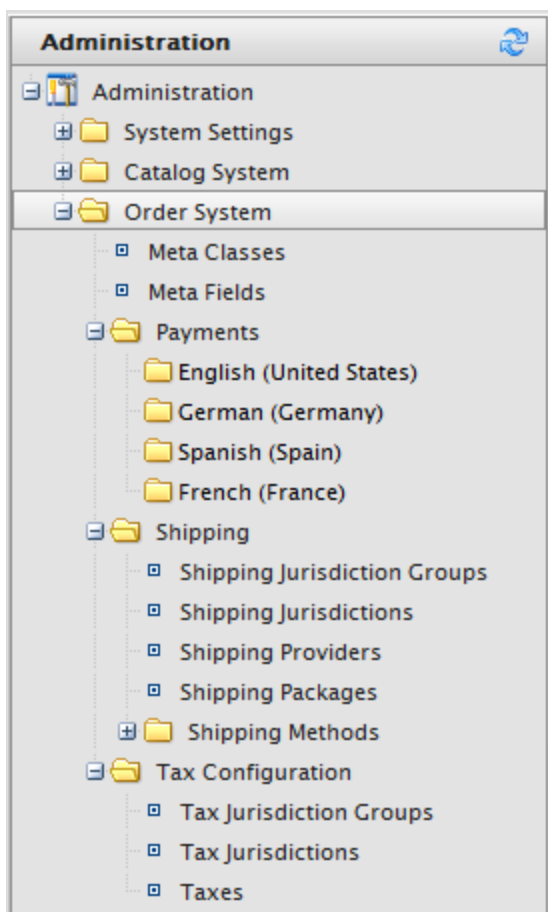 Administration
Administration
System Settings
Catalog System
Order System
Meta Classes
Meta Fields
Payments
English (United States)
German (Germany)
Spanish (Spain)
French (France)
Shipping
Shipping Jurisdiction Groups
Shipping Jurisdictions
Shipping Providers
Shipping Packages
Shipping Methods
Tax Configuration
Tax Jurisdiction Groups
Tax Jurisdictions
Taxes